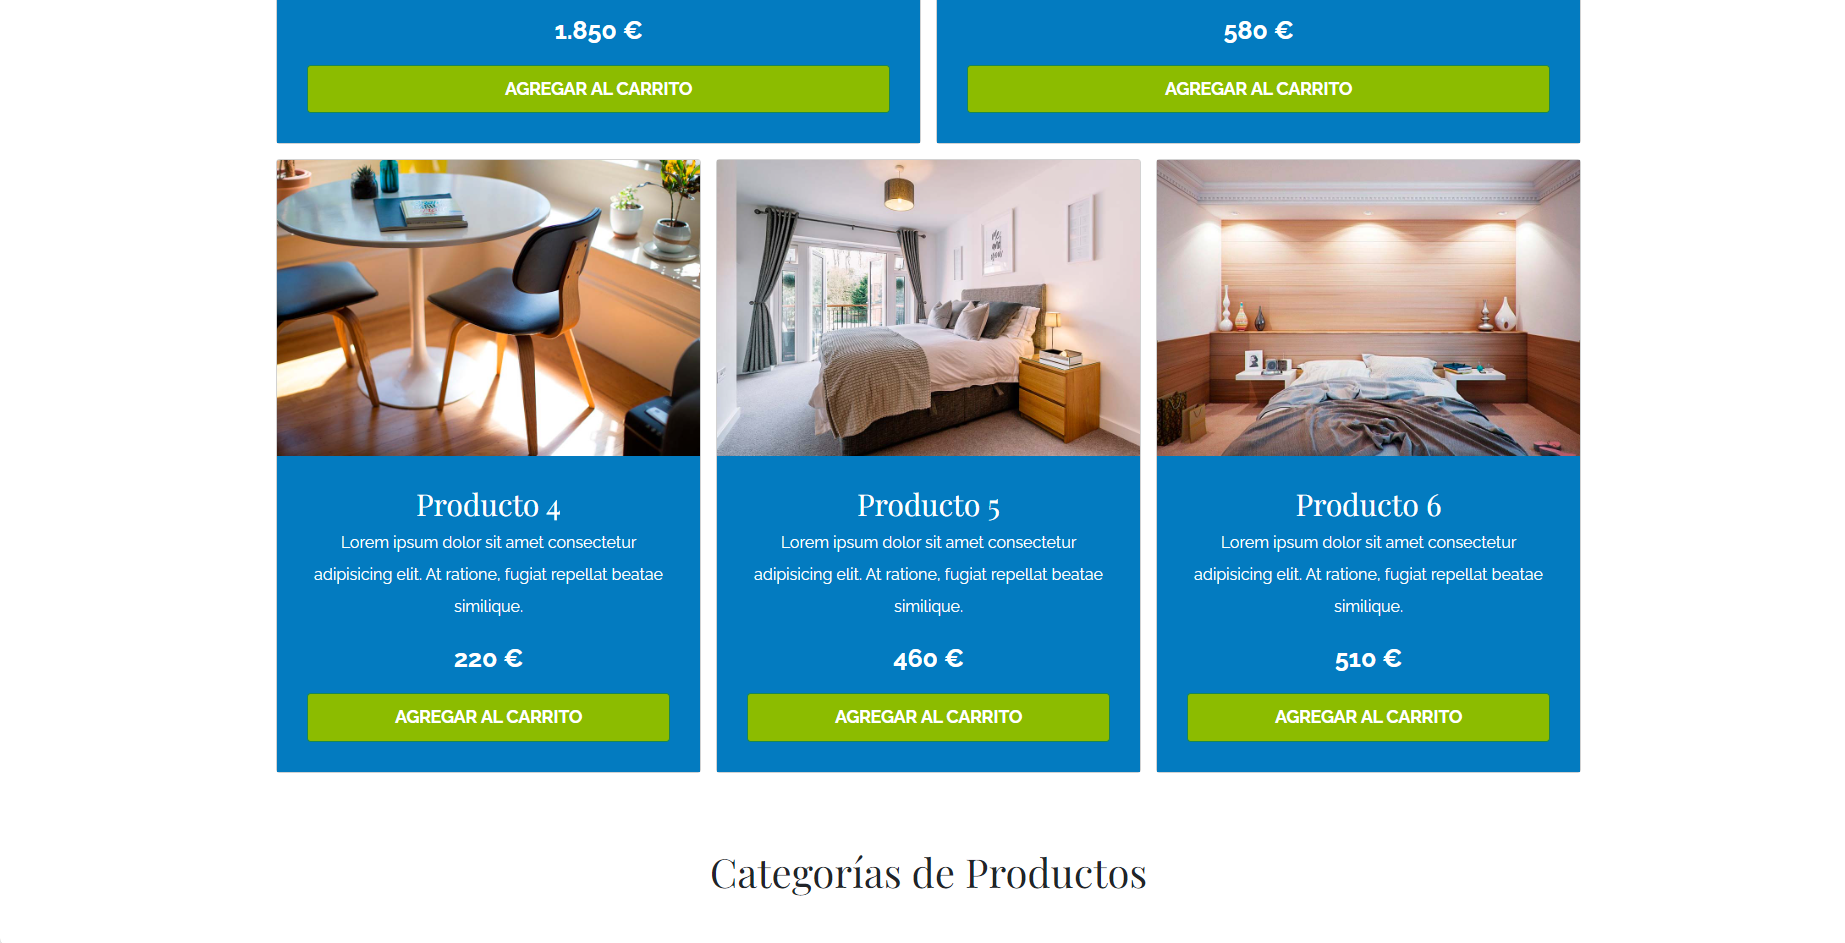 1.850 €
580 €
AGREGAR AL CARRITO
AGREGAR AL CARRITO
Producto 4
Lorem ipsum dolor sit amet consectetur
adipisicing elit. At ratione, fugiat repellat beatae
similique.
220 €
AGREGAR AL CARRITO
Producto 5
Lorem ipsum dolor sit amet consectetur
adipisicing elit. At ratione, fugiat repellat beatae
similique.
460 €
AGREGAR AL CARRITO
Producto 6
Lorem ipsum dolor sit amet consectetur
adipisicing elit. At ratione, fugiat repellat beatae
similique.
510 €
AGREGAR AL CARRITO
Categorías de Productos